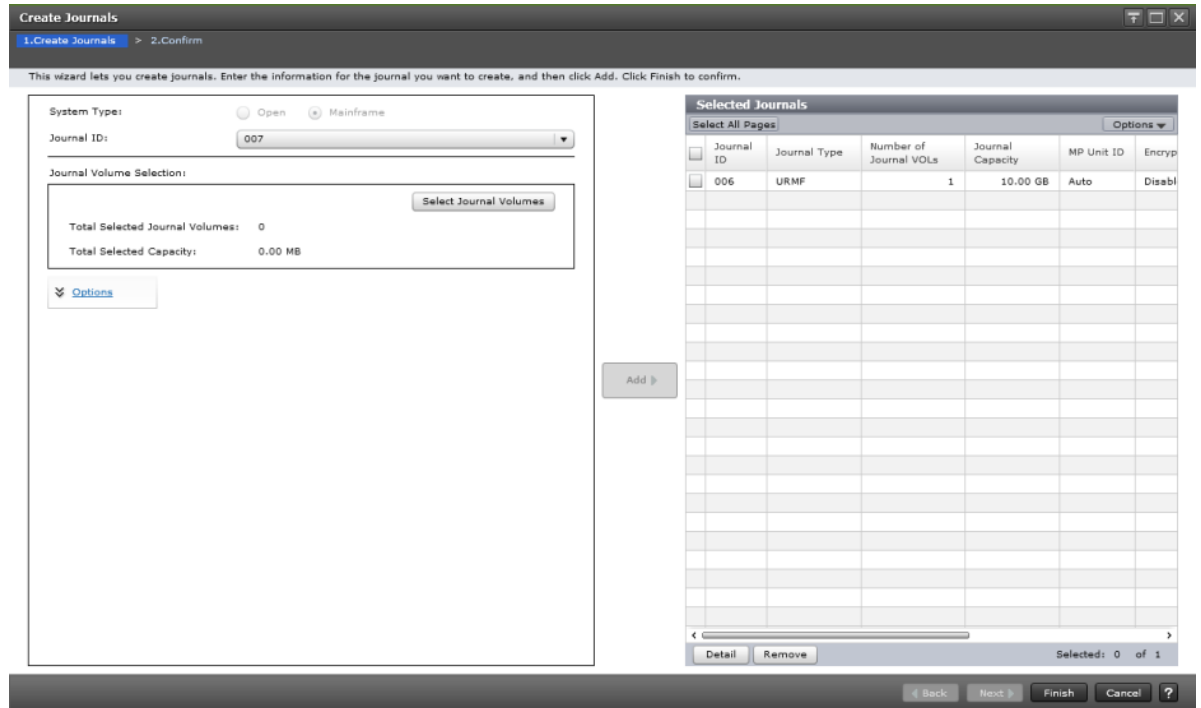 Create Journals
1.Create Journals > 2.Confirm
This wizard lets you create journals. Enter the information for the journal you want to create, and then click Add. Click Finish to confirm.
System Type: Open Mainframe
Journal ID: 007
Journal Volume Selection:
Select Journal Volumes
Total Selected Journal Volumes: 0
Total Selected Capacity: 0.00 MB
Options
Add
Selected Journals
Select All Pages Options
Journal ID Journal Type Number of Journal VOLs Journal Capacity MP Unit ID Encryp
006 URMF 1 10.00 GB Auto Disabl
Detail Remove Selected: 0 of 1
Back Next Finish Cancel ?